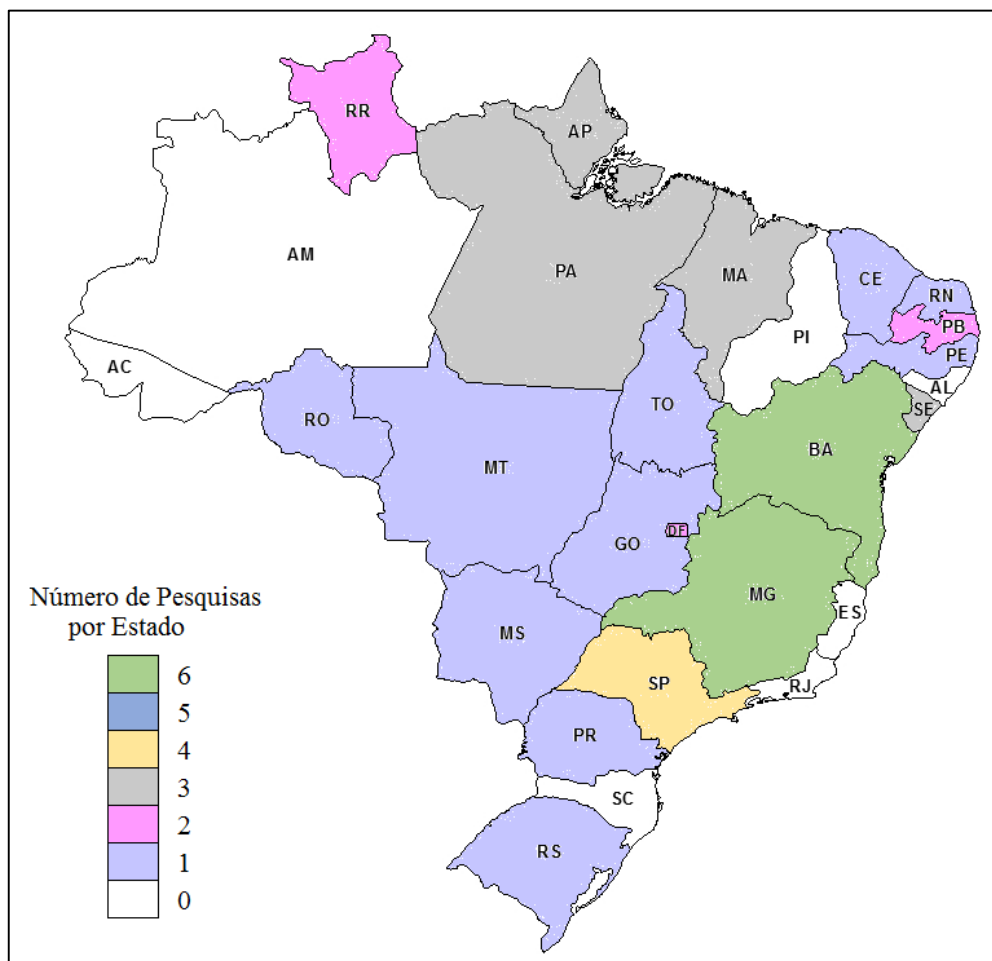 RR
AP
AM
PA
MA
CE
RN
PB
PI
PE
AC
AL
SE
TO
RO
BA
MT
DF
GO
MG
ES
MS
SP
RJ
PR
SC
RS
Número de Pesquisas
por Estado
6
5
4
3
2
1
0